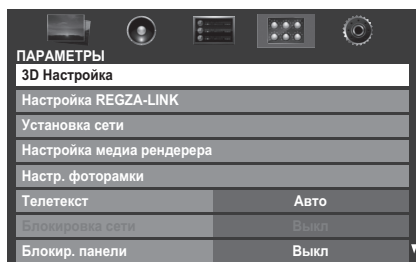 ПАРАМЕТРЫ
3D Настройка
Настройка REGZA-LINK
Установка сети
Настройка медиа рендерера
Настр. фоторамки
Телетекст Авто
Блокировка сети Выкл
Блокир. панели Выкл